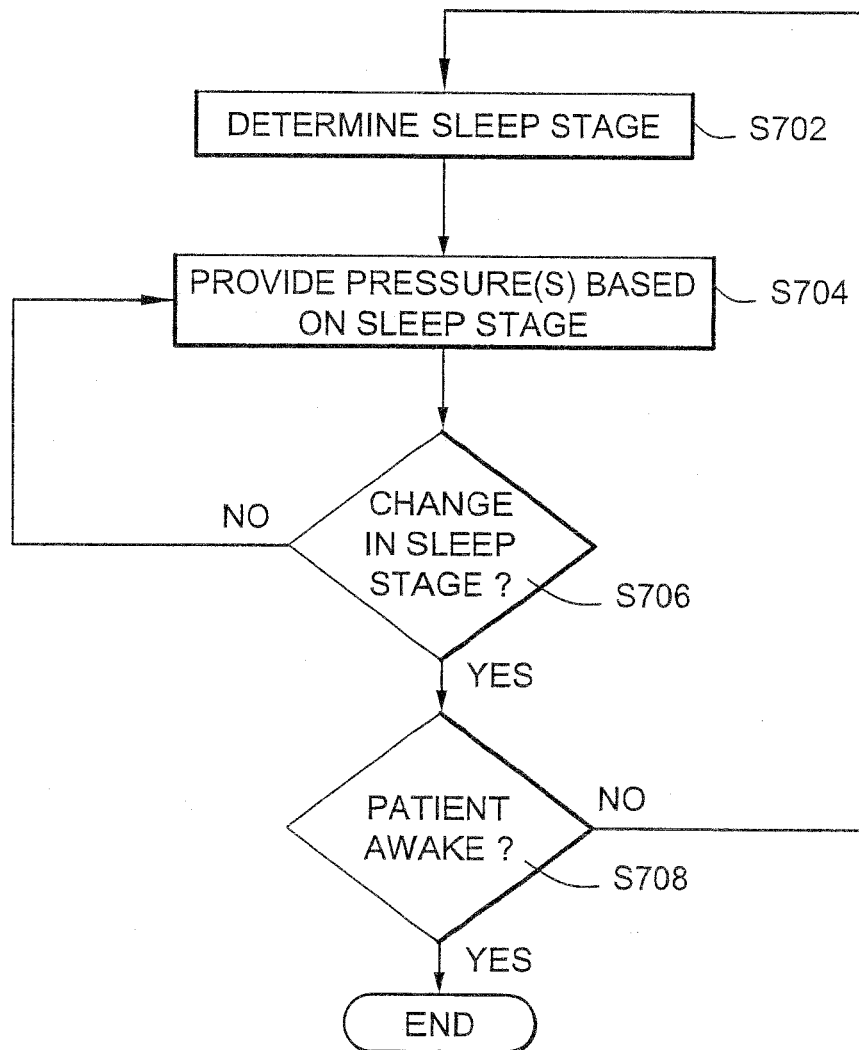 DETERMINE SLEEP STAGE
S702
PROVIDE PRESSURE(S) BASED
ON SLEEP STAGE
S704
CHANGE
IN SLEEP
STAGE ?
S706
NO
YES
PATIENT
AWAKE ?
S708
NO
YES
END